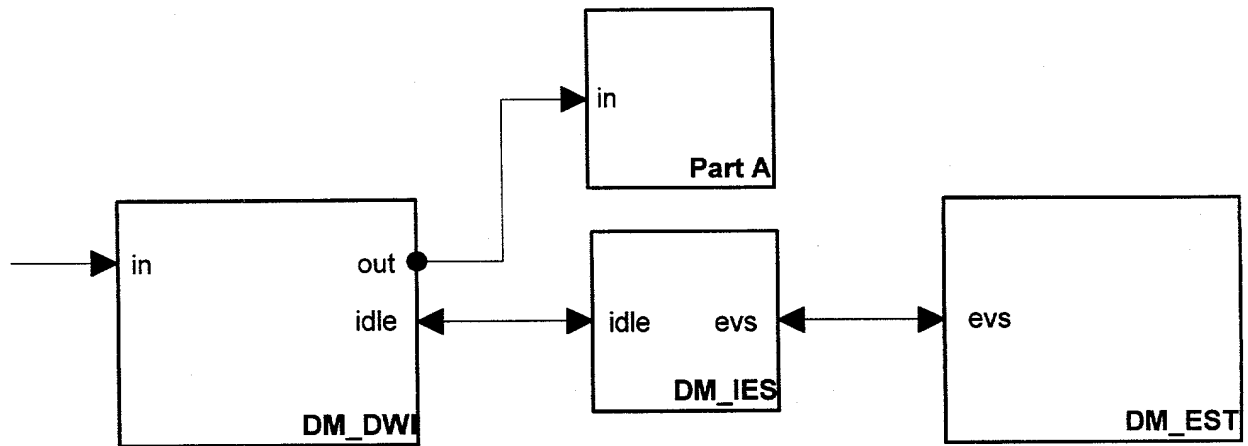 in
Part A
in
out
idle
DM_DWI
idle
evs
DM_IES
evs
DM_EST